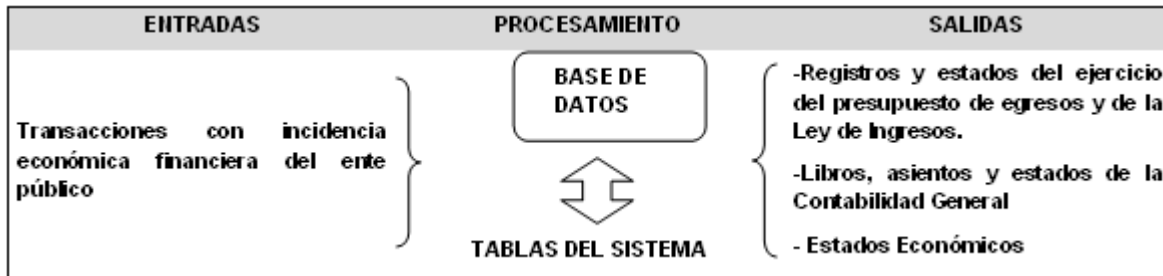 ENTRADAS PROCESAMIENTO SALIDAS
Transacciones con incidencia
económica financiera del ente
público
BASE DE
DATOS
TABLAS DEL SISTEMA
-Registros y estados del ejercicio
del presupuesto de egresos y de la
Ley de Ingresos.
-Libros, asientos y estados de la
Contabilidad General
- Estados Económicos